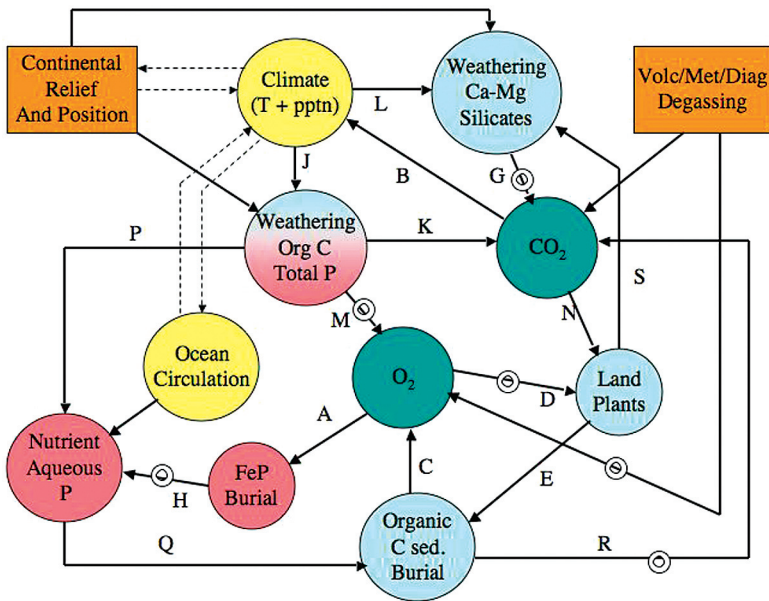 Continental
Relief
And Position
Climate
(T + pptn)
L
Weathering
Ca-Mg
Silicates
Volc/Met/Diag
Degassing
J
B
G
P
Weathering
Org C
Total P
K
CO2
S
M
N
Ocean
Circulation
O2
D
Land
Plants
A
Nutrient
Aqueous
P
H
FeP
Burial
C
E
Q
Organic
C sed.
Burial
R